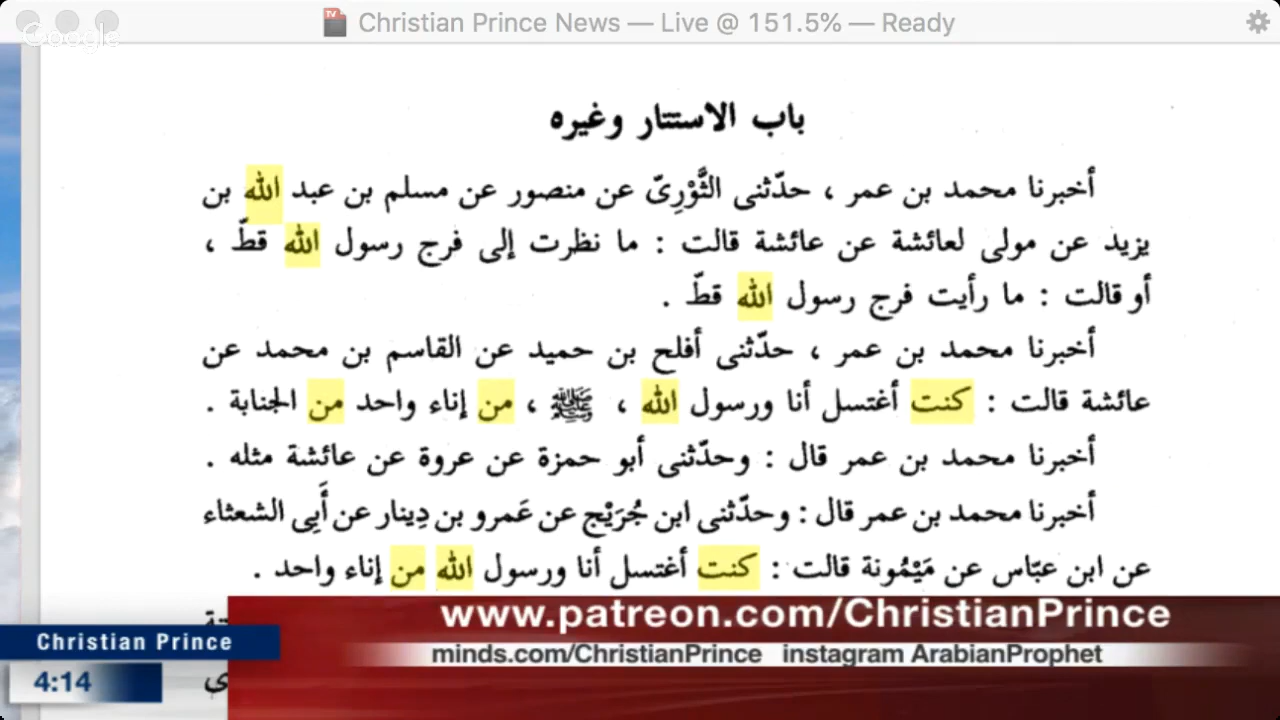 Christian Prince News — Live @ 151.5% — Ready
Google
باب الاستتار وغيره
أخبرنا محمد بن عمر ، حدّثنى الثَّوْرِىّ عن منصور عن مسلم بن عبد الله بن
يزيد عن مولى لعائشة عن عائشة قالت : ما نظرت إلى فرج رسول الله قطّ ،
أو قالت : ما رأيت فرج رسول الله قطّ .
أخبرنا محمد بن عمر ، حدّثنى أفلح بن حميد عن القاسم بن محمد عن
عائشة قالت : كنت أغتسل أنا ورسول الله ، ﷺ ، من إناء واحد من الجنابة .
أخبرنا محمد بن عمر قال : وحدّثنى أبو حمزة عن عروة عن عائشة مثله .
أخبرنا محمد بن عمر قال : وحدّثنى ابن جُرَيْج عن عَمرو بن دِينار عن أَبِى الشعثاء
عن ابن عبّاس عن مَيْمُونة قالت : كنت أغتسل أنا ورسول الله من إناء واحد .
www.patreon.com/ChristianPrince
Christian Prince
minds.com/ChristianPrince instagram ArabianProphet
4:14